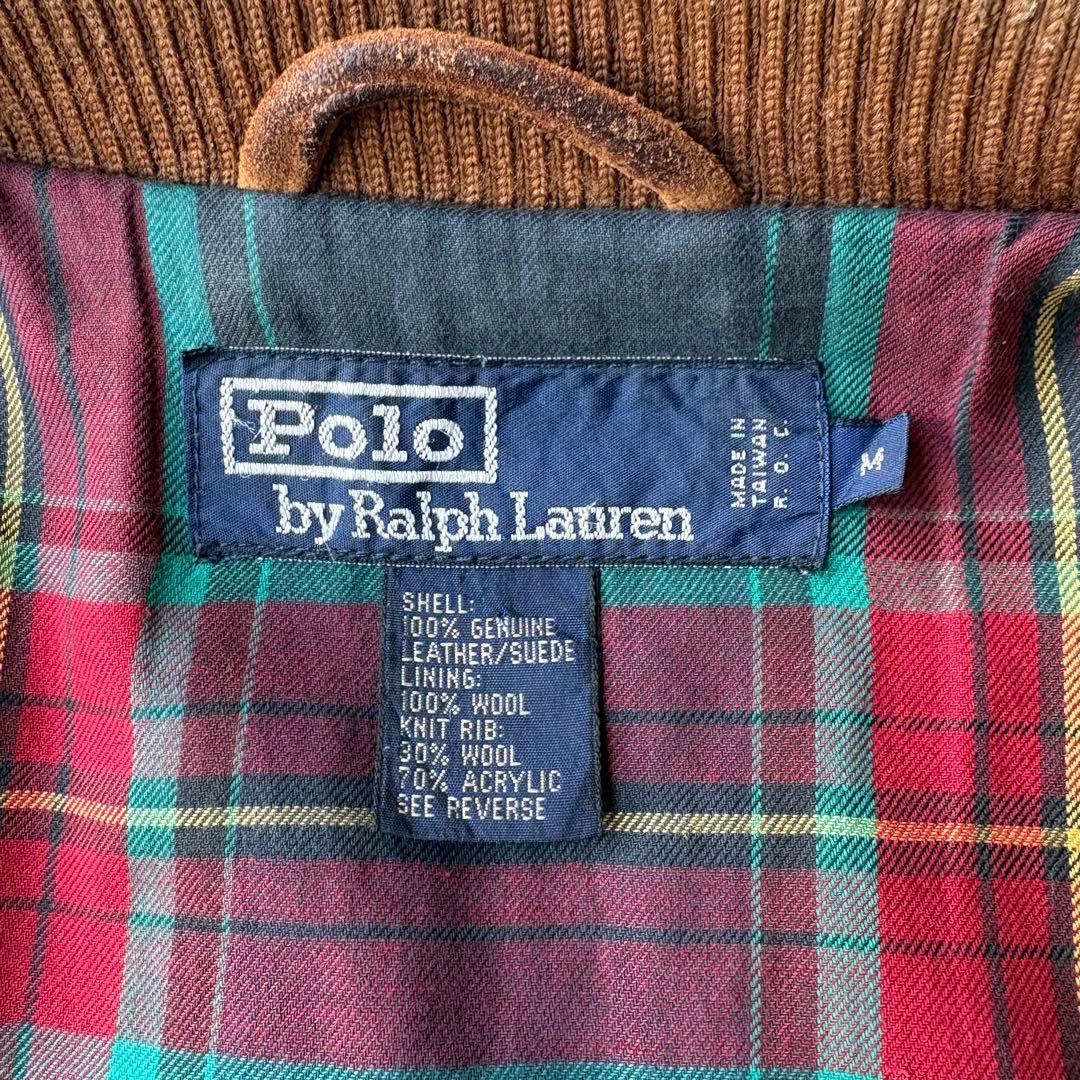 Polo
by Ralph Lauren
MADE IN
TAIWAN
R. O. C.
M
SHELL:
100% GENUINE
LEATHER/SUEDE
LINING:
100% WOOL
KNIT RIB:
30% WOOL
70% ACRYLIC
SEE REVERSE